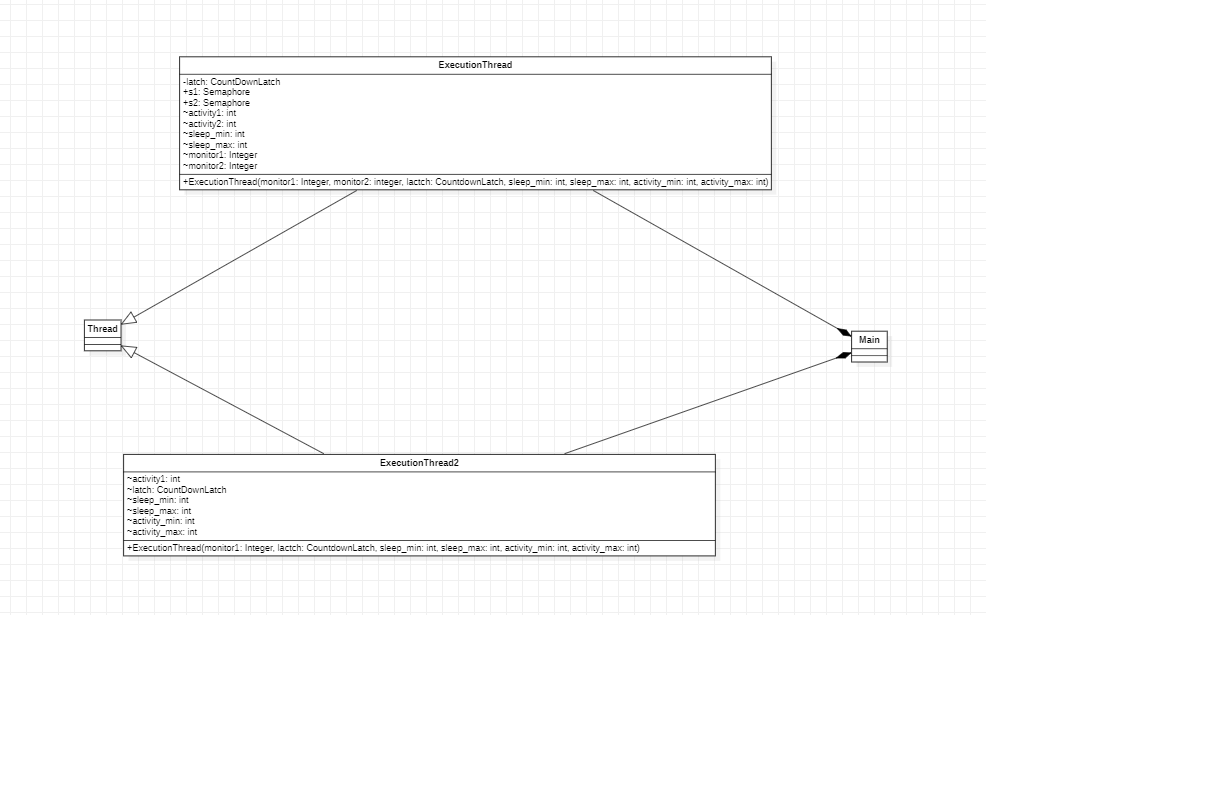 ExecutionThread
-latch: CountDownLatch
+s1: Semaphore
+s2: Semaphore
~activity1: int
~activity2: int
~sleep_min: int
~sleep_max: int
~monitor1: Integer
~monitor2: Integer
+ExecutionThread(monitor1: Integer, monitor2: integer, lactch: CountdownLatch, sleep_min: int, sleep_max: int, activity_min: int, activity_max: int)
Thread
Main
ExecutionThread2
~activity1: int
~latch: CountDownLatch
~sleep_min: int
~sleep_max: int
~activity_min: int
~activity_max: int
+ExecutionThread(monitor1: Integer, lactch: CountdownLatch, sleep_min: int, sleep_max: int, activity_min: int, activity_max: int)